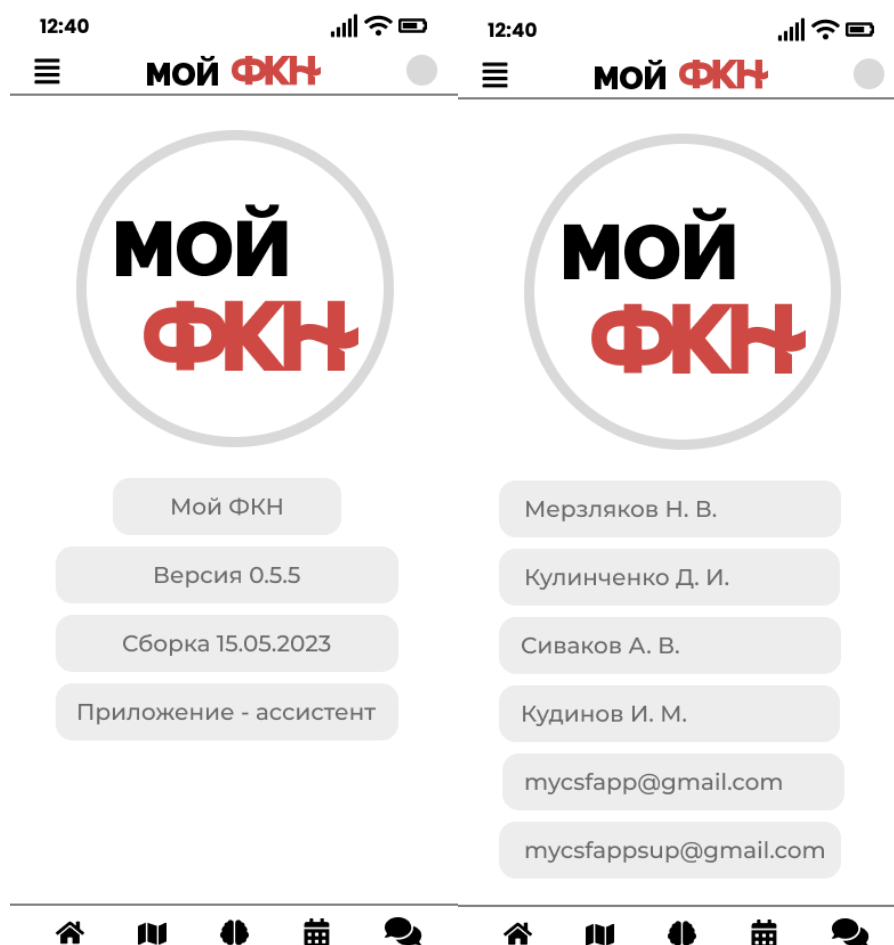 12:40
мой ФКН
МОЙ
ФКН
Мой ФКН
Версия 0.5.5
Сборка 15.05.2023
Приложение - ассистент
12:40
мой ФКН
МОЙ
ФКН
Мерзляков Н. В.
Кулинченко Д. И.
Сиваков А. В.
Кудинов И. М.
mycsfapp@gmail.com
mycsfappsup@gmail.com